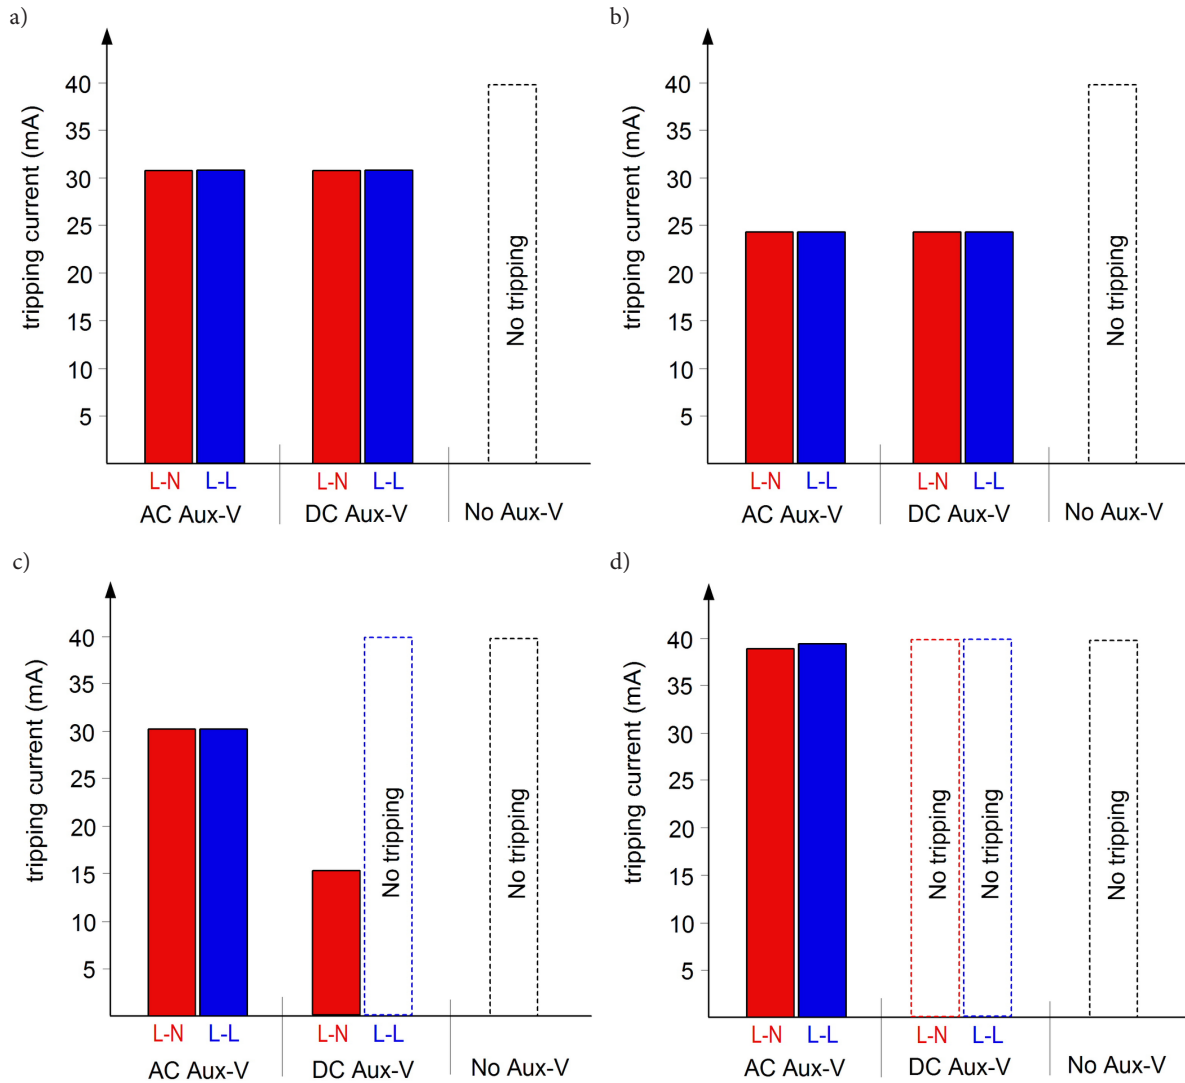 a)
tripping current (mA)
40
35
30
25
20
15
10
5
No tripping
L-N L-L L-N L-L
AC Aux-V DC Aux-V No Aux-V
b)
tripping current (mA)
40
35
30
25
20
15
10
5
No tripping
L-N L-L L-N L-L
AC Aux-V DC Aux-V No Aux-V
c)
tripping current (mA)
40
35
30
25
20
15
10
5
No tripping
No tripping
L-N L-L L-N L-L
AC Aux-V DC Aux-V No Aux-V
d)
tripping current (mA)
40
35
30
25
20
15
10
5
No tripping
No tripping
No tripping
L-N L-L L-N L-L
AC Aux-V DC Aux-V No Aux-V